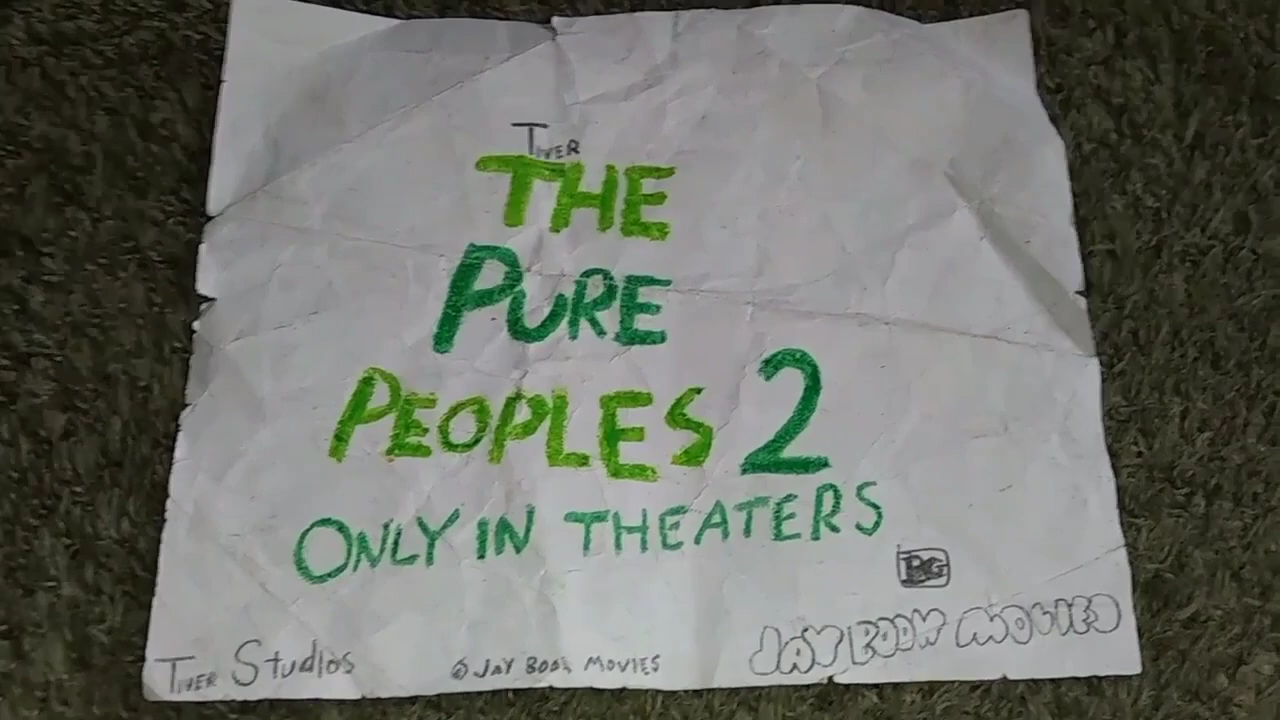 TIVER
THE
PURE
PEOPLES 2
ONLY IN THEATERS
PG
JAY BOOM MOVIES
TIVER Studios
© JAY BOOM MOVIES